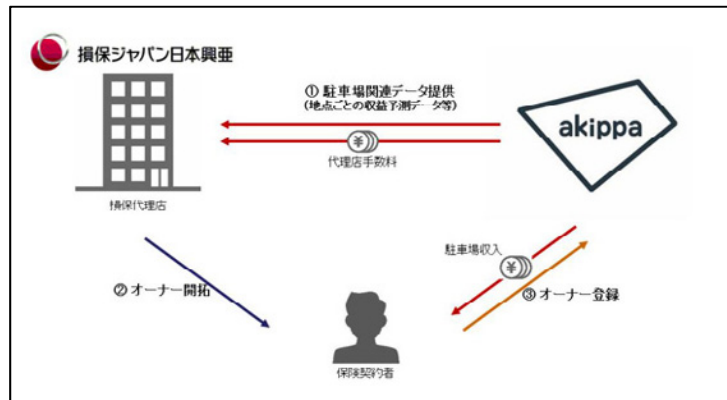 損保ジャパン日本興亜
① 駐車場関連データ提供
(地点ごとの収益予測データ等)
akippa
¥
代理店手数料
損保代理店
駐車場収入
¥
② オーナー開拓
③ オーナー登録
保険契約者